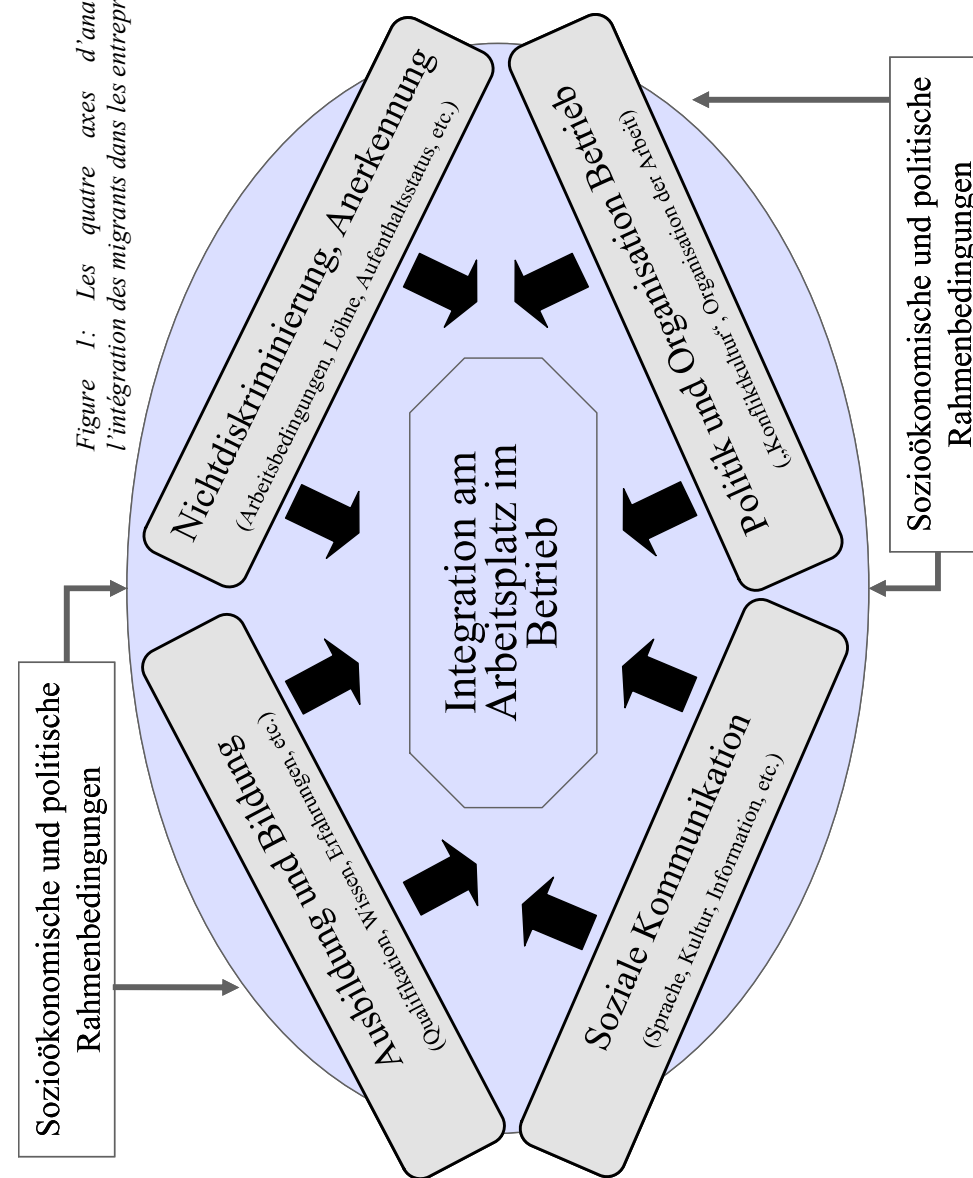 Sozioökonomische und politische
Rahmenbedingungen
Figure 1: Les quatre axes d'ana
l'intégration des migrants dans les entrepr
Ausbildung und Bildung
(Qualifikation, Wissen, Erfahrungen, etc.)
Nichtdiskriminierung, Anerkennung
(Arbeitsbedingungen, Löhne, Aufenthaltsstatus, etc.)
Integration am
Arbeitsplatz im
Betrieb
Soziale Kommunikation
(Sprache, Kultur, Information, etc.)
Politik und Organisation Betrieb
(„Konfliktkultur“, Organisation der Arbeit)
Sozioökonomische und politische
Rahmenbedingungen